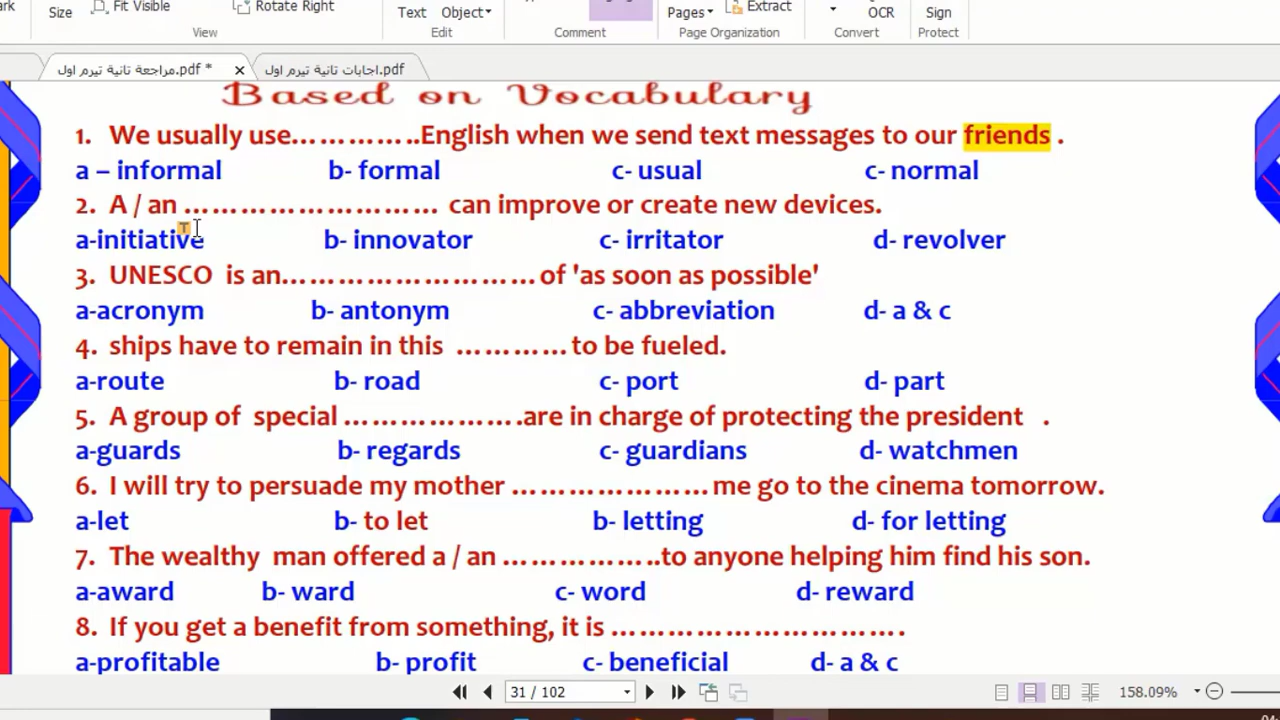 ark Size Fit Visible Rotate Right Text Object Pages Extract OCR Sign
View Edit Comment Page Organization Convert Protect
مراجعة تانية تيرم اول.pdf * × اجابات تانية تيرم اول.pdf
Based on Vocabulary
1. We usually use…………..English when we send text messages to our friends .
a – informal b- formal c- usual c- normal
2. A / an ……………………… can improve or create new devices.
a-initiative b- innovator c- irritator d- revolver
3. UNESCO is an……………………… of 'as soon as possible'
a-acronym b- antonym c- abbreviation d- a & c
4. ships have to remain in this ………… to be fueled.
a-route b- road c- port d- part
5. A group of special ……………….are in charge of protecting the president .
a-guards b- regards c- guardians d- watchmen
6. I will try to persuade my mother ………………… me go to the cinema tomorrow.
a-let b- to let b- letting d- for letting
7. The wealthy man offered a / an ……………..to anyone helping him find his son.
a-award b- ward c- word d- reward
8. If you get a benefit from something, it is ………………………….
a-profitable b- profit c- beneficial d- a & c
31 / 102 158.09%